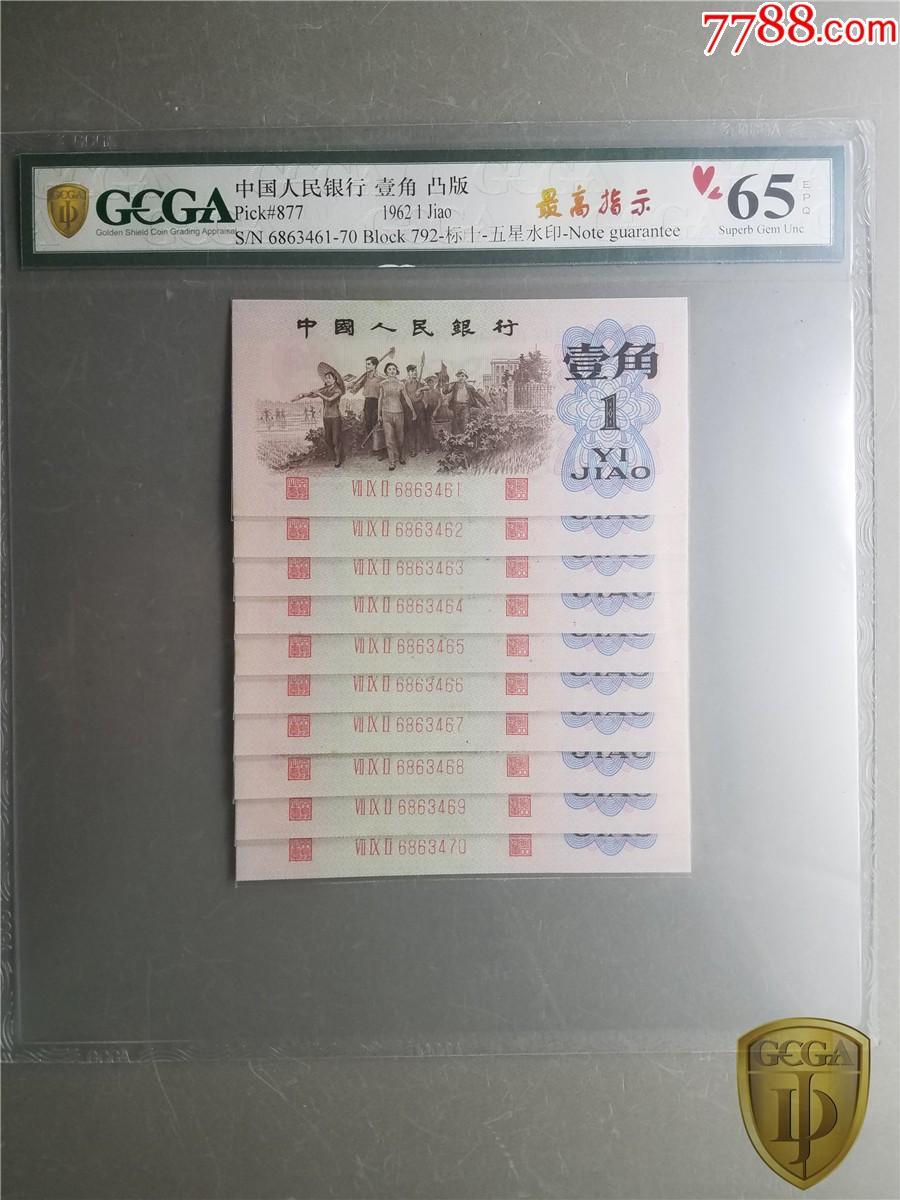 7788.com
GCGA
Golden Shield Coin Grading Appraisal
中国人民银行 壹角 凸版
Pick#877 1962 1 Jiao
S/N 6863461-70 Block 792-标十-五星水印-Note guarantee
最高指示
65 EPQ
Superb Gem Unc
中國人民銀行
壹角
1
YI
JIAO
Ⅶ Ⅸ Ⅱ 6863461
Ⅶ Ⅸ Ⅱ 6863462
Ⅶ Ⅸ Ⅱ 6863463
Ⅶ Ⅸ Ⅱ 6863464
Ⅶ Ⅸ Ⅱ 6863465
Ⅶ Ⅸ Ⅱ 6863466
Ⅶ Ⅸ Ⅱ 6863467
Ⅶ Ⅸ Ⅱ 6863468
Ⅶ Ⅸ Ⅱ 6863469
Ⅶ Ⅸ Ⅱ 6863470
GCGA